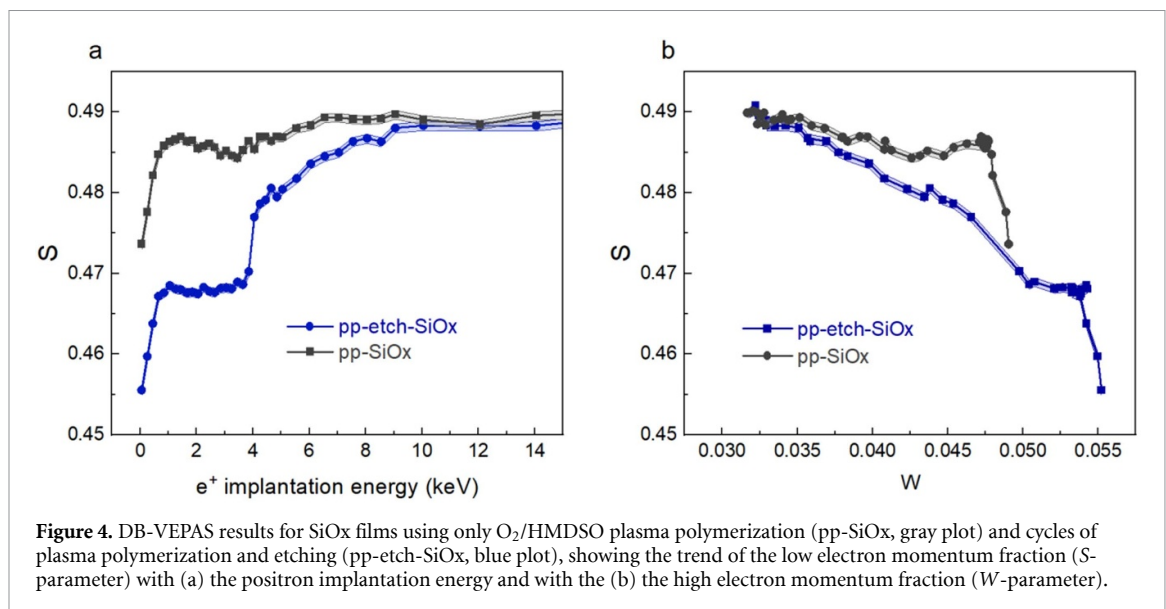 a
b
0.49
0.48
0.47
0.46
0.45
S
pp-etch-SiOx
pp-SiOx
0 2 4 6 8 10 12 14
e⁺ implantation energy (keV)
0.49
0.48
0.47
0.46
0.45
S
pp-etch-SiOx
pp-SiOx
0.030 0.035 0.040 0.045 0.050 0.055
W
Figure 4. DB-VEPAS results for SiOx films using only O₂/HMDSO plasma polymerization (pp-SiOx, gray plot) and cycles of
plasma polymerization and etching (pp-etch-SiOx, blue plot), showing the trend of the low electron momentum fraction (S-
parameter) with (a) the positron implantation energy and with the (b) the high electron momentum fraction (W-parameter).